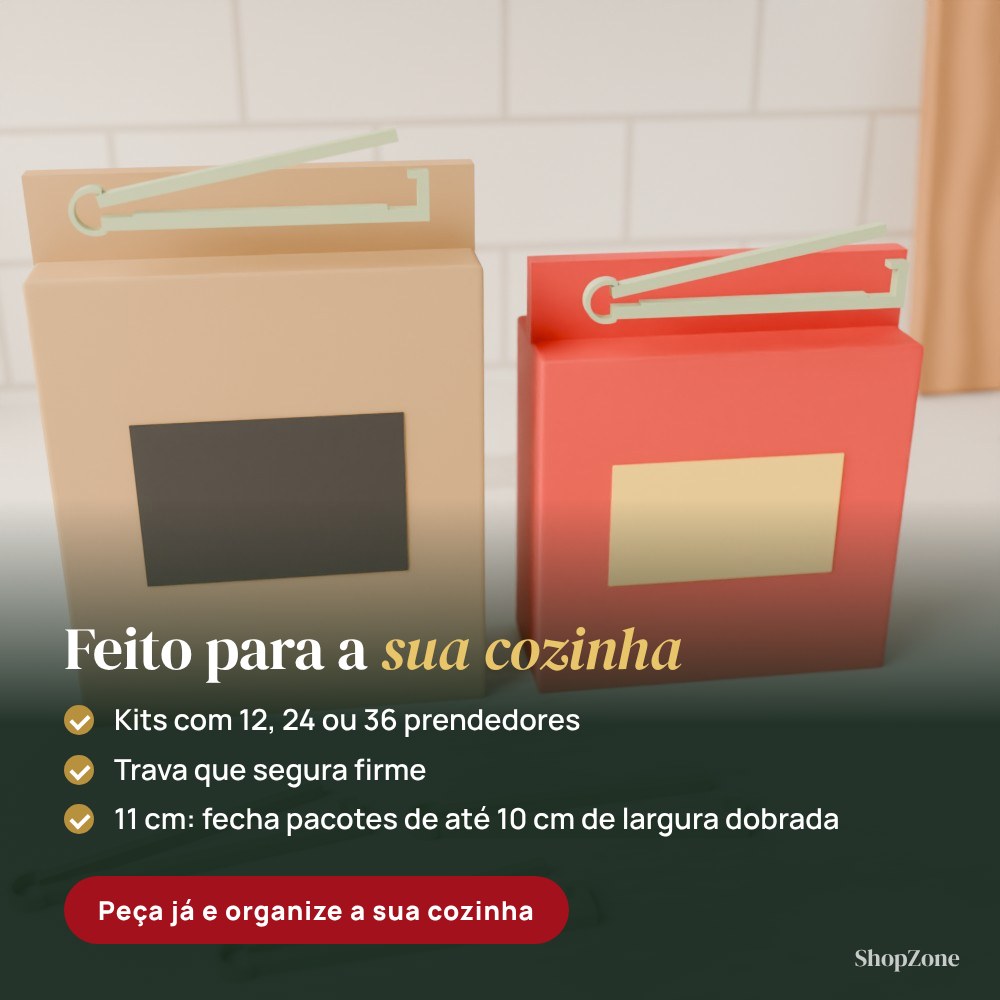 Feito para a sua cozinha
Kits com 12, 24 ou 36 prendedores
Trava que segura firme
11 cm: fecha pacotes de até 10 cm de largura dobrada
Peça já e organize a sua cozinha
ShopZone